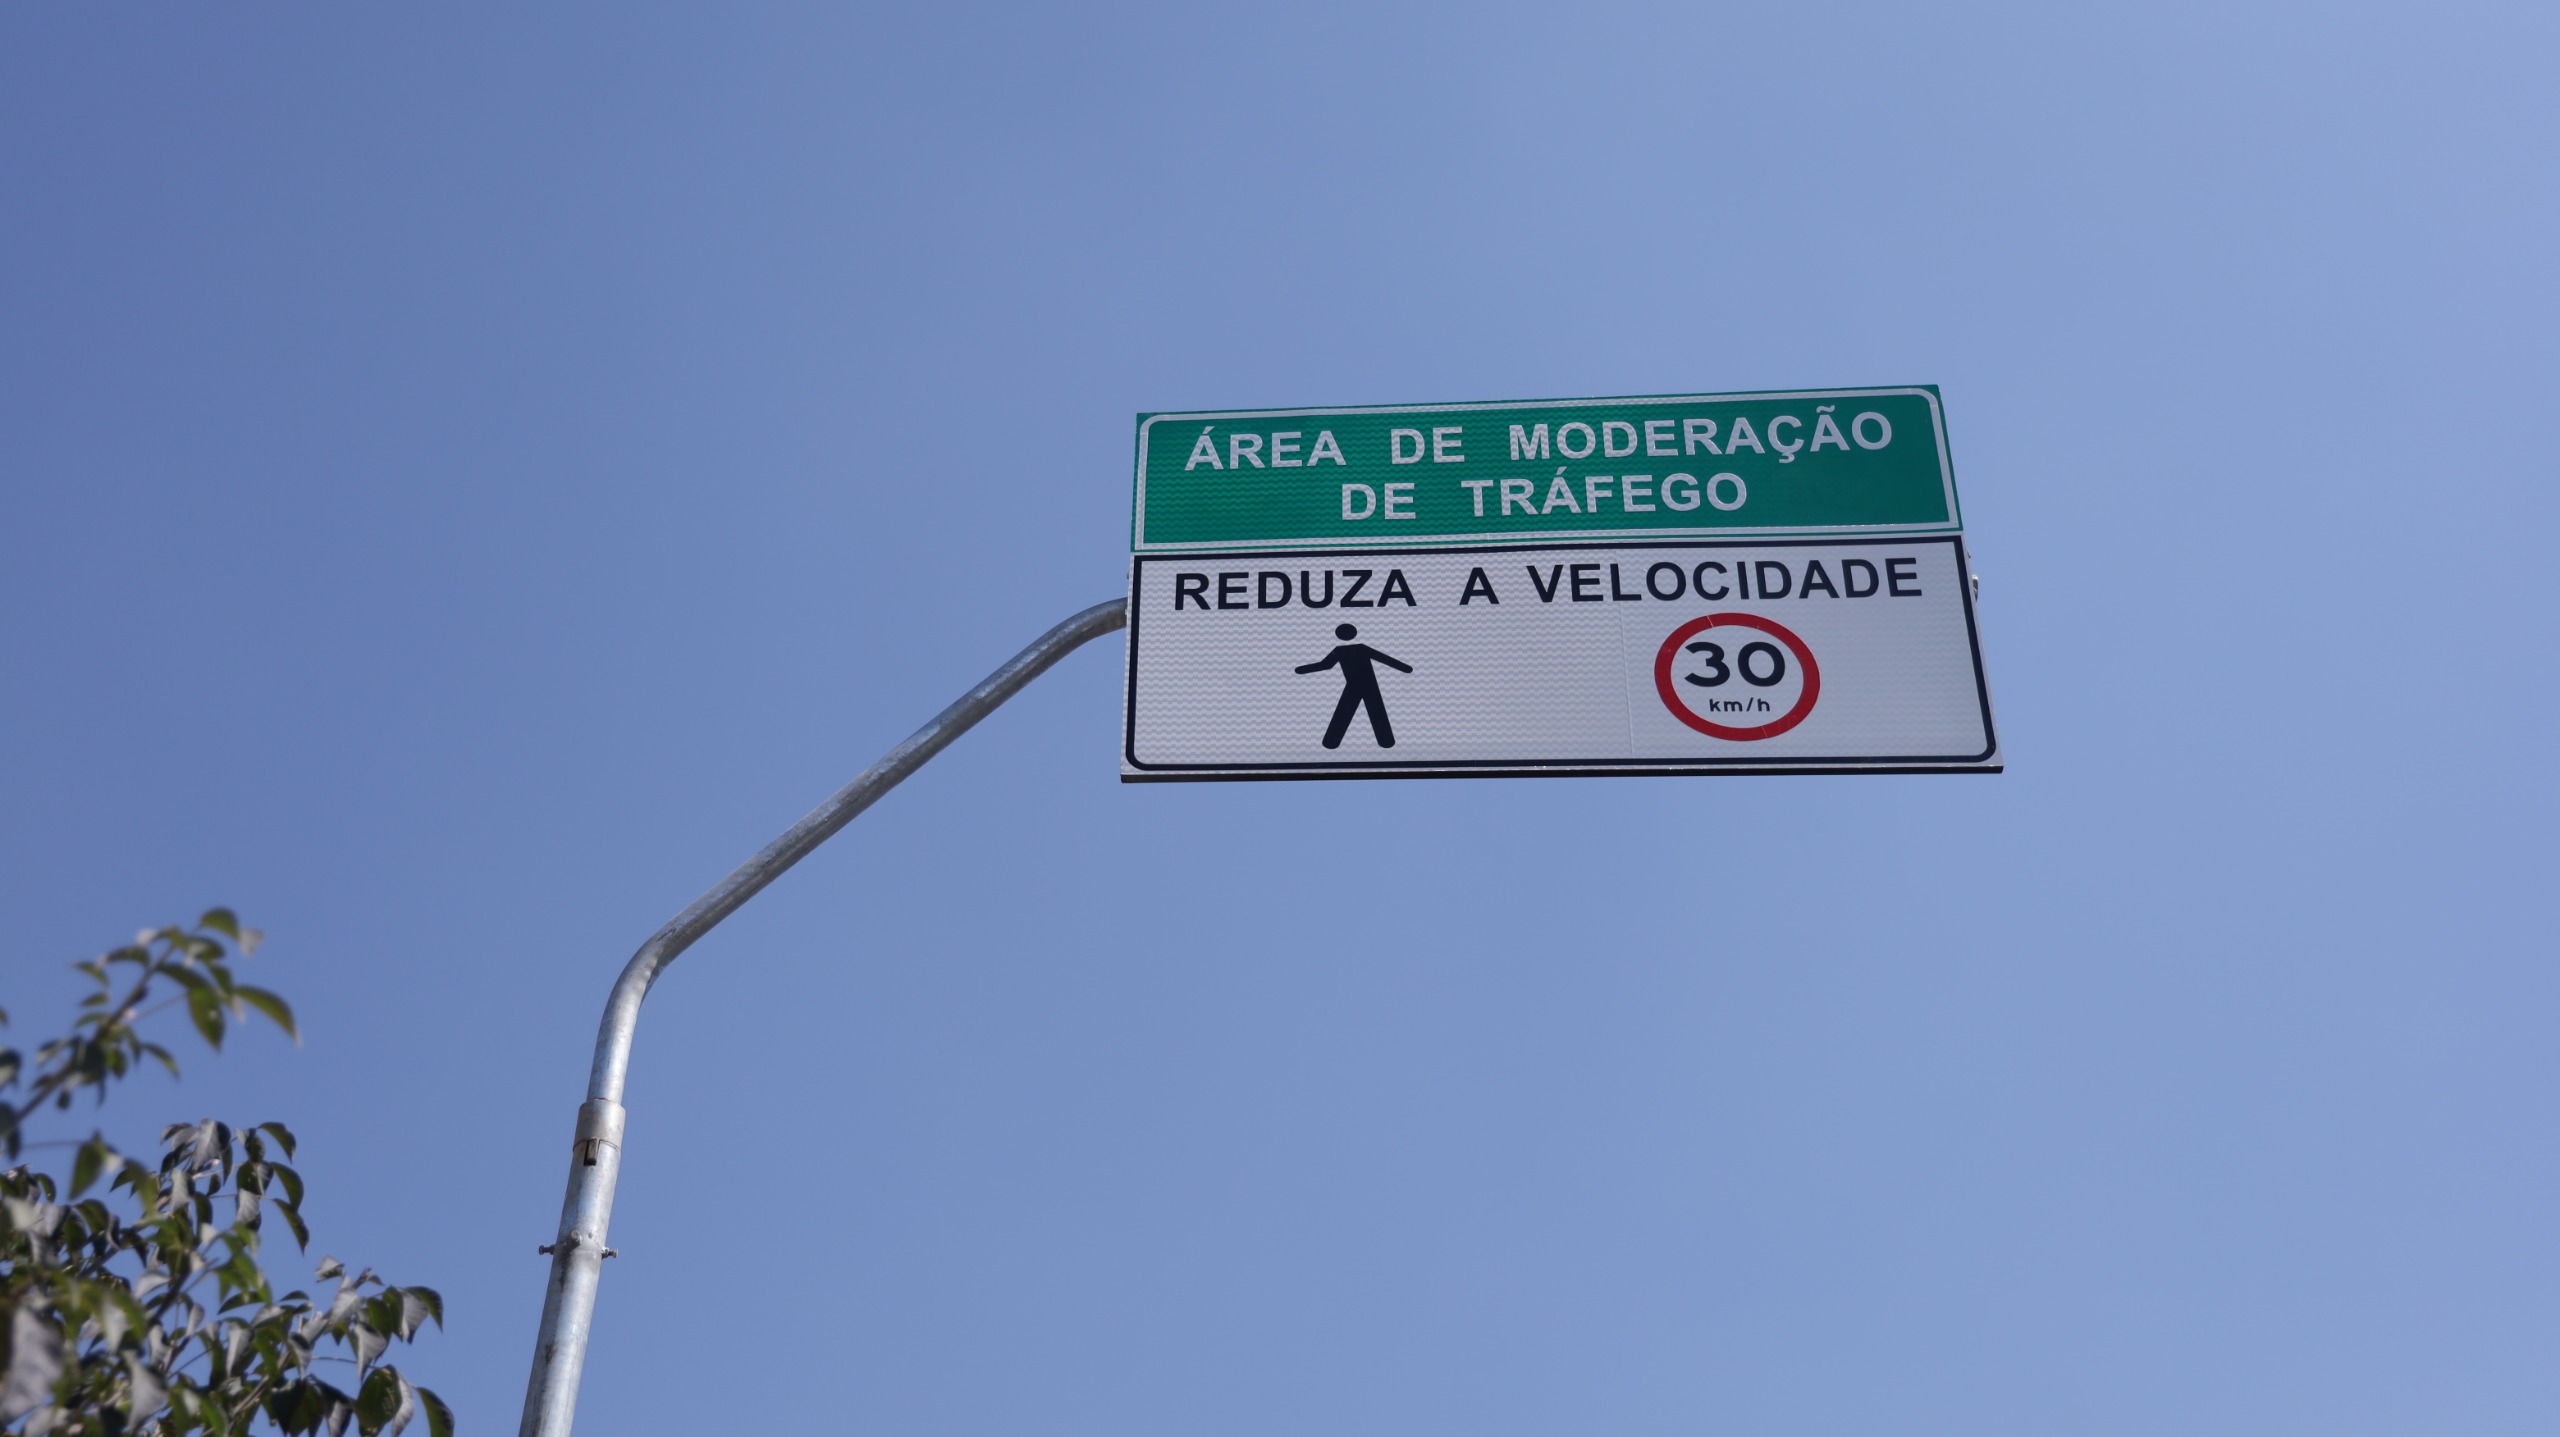 ÁREA DE MODERAÇÃO
DE TRÁFEGO
REDUZA A VELOCIDADE
30
km/h